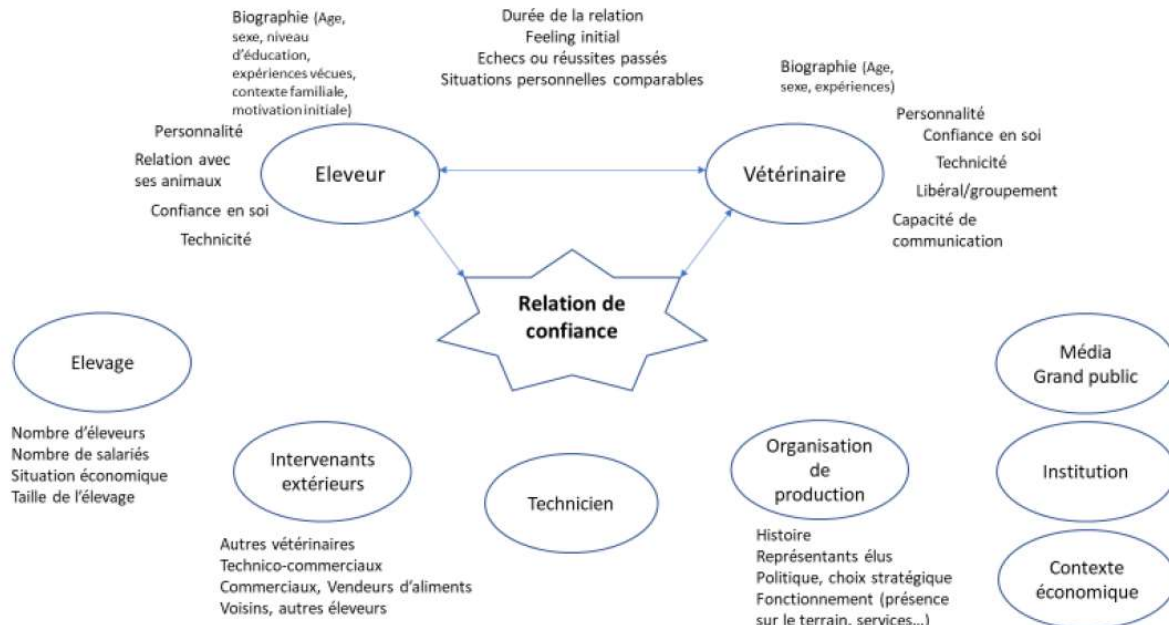 Biographie (Age,
sexe, niveau
d'éducation,
expériences vécues,
contexte familiale,
motivation initiale)
Durée de la relation
Feeling initial
Echecs ou réussites passés
Situations personnelles comparables
Biographie (Age,
sexe, expériences)
Personnalité
Relation avec
ses animaux
Confiance en soi
Technicité
Eleveur
Vétérinaire
Personnalité
Confiance en soi
Technicité
Libéral/groupement
Capacité de
communication
Relation de
confiance
Elevage
Nombre d'éleveurs
Nombre de salariés
Situation économique
Taille de l'élevage
Intervenants
extérieurs
Autres vétérinaires
Technico-commerciaux
Commerciaux, Vendeurs d'aliments
Voisins, autres éleveurs
Technicien
Organisation
de
production
Histoire
Représentants élus
Politique, choix stratégique
Fonctionnement (présence
sur le terrain, services...)
Média
Grand public
Institution
Contexte
économique